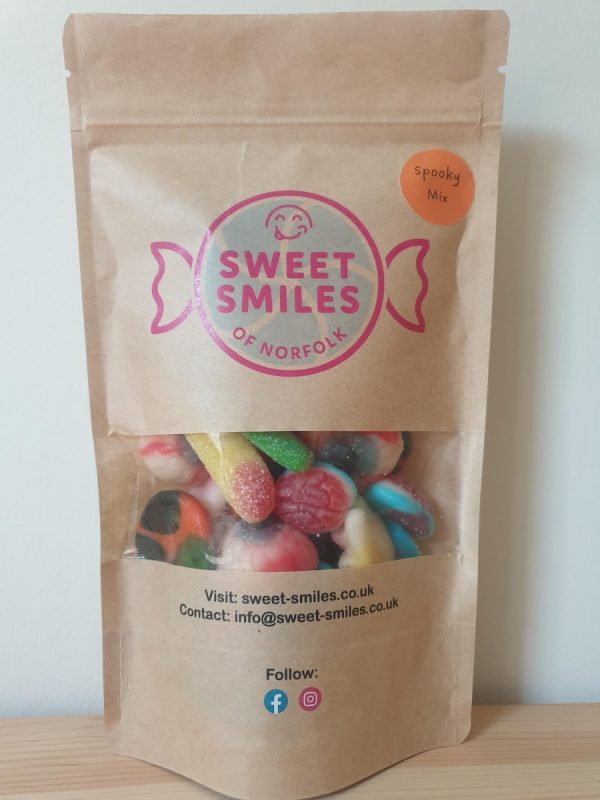 Spooky
Mix
SWEET
SMILES
OF NORFOLK
Visit: sweet-smiles.co.uk
Contact: info@sweet-smiles.co.uk
Follow:
f